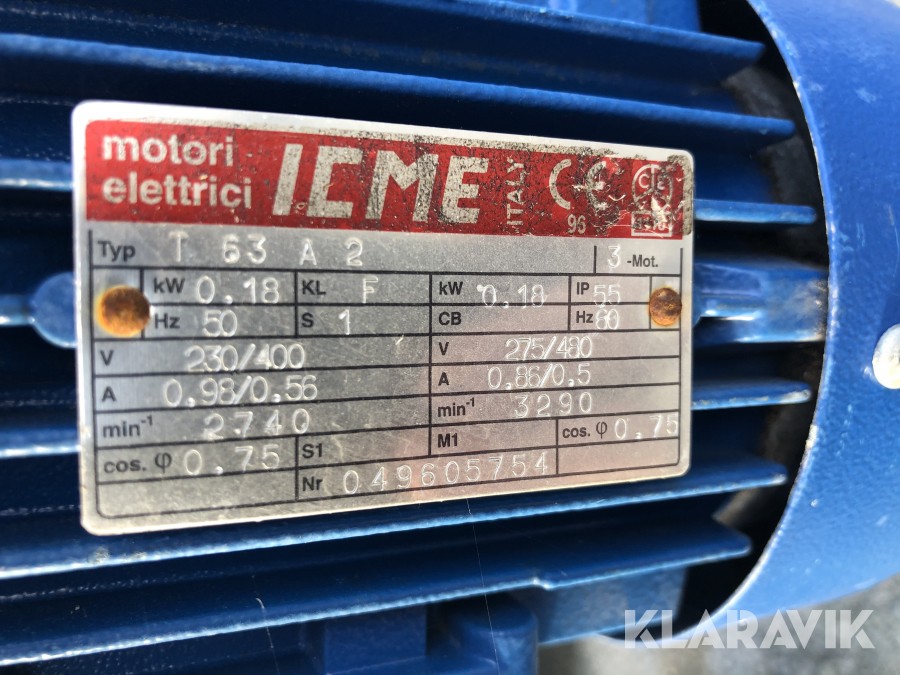 motori elettrici ICME ITALY CE 96
Typ T 63 A 2 3 -Mot.
kW 0,18 KL F kW 0,18 IP 55
Hz 50 S 1 CB Hz 60
V 230/400 V 275/480
A 0,98/0,56 A 0,86/0,5
min-1 2740 min-1 3290
cos. φ 0,75 S1 M1 cos. φ 0,75
Nr 049605754
KLARAVIK